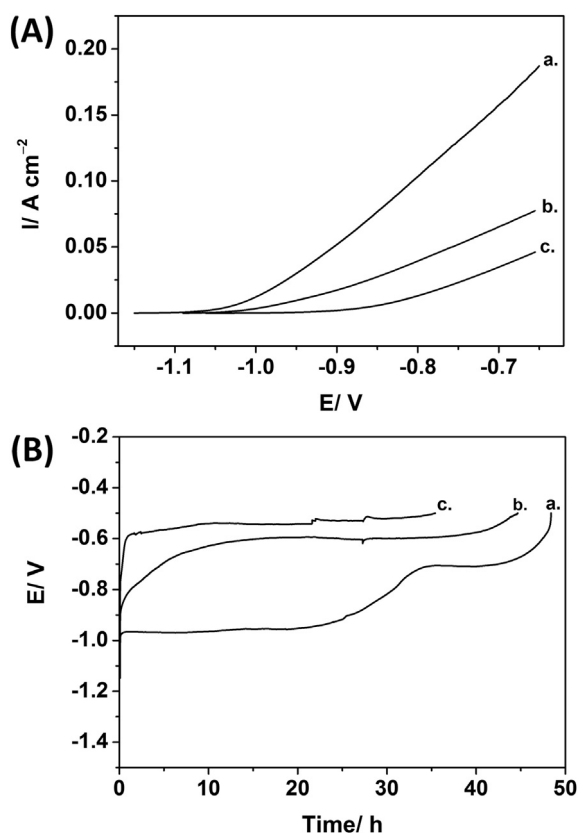 (A)
0.20
0.15
0.10
0.05
0.00
I/ A cm⁻²
a.
b.
c.
-1.1 -1.0 -0.9 -0.8 -0.7
E/ V
(B)
-0.2
-0.4
-0.6
-0.8
-1.0
-1.2
-1.4
E/ V
c. b. a.
0 10 20 30 40 50
Time/ h